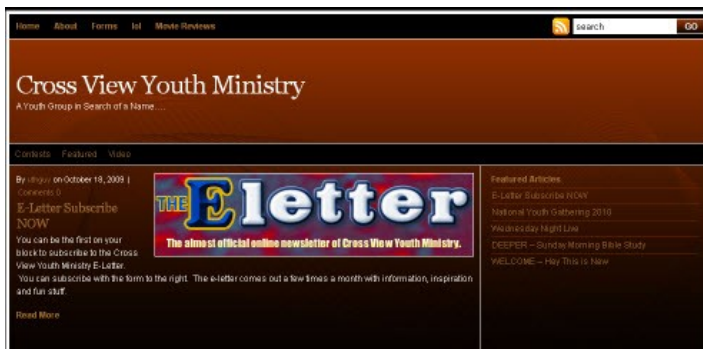 Home About Forms lol Movie Reviews
search GO
Cross View Youth Ministry
A Youth Group in Search of a Name....
Contests Featured Video
By on October 18, 2009 |
Comments 0
E-Letter Subscribe
NOW
You can be the first on your
block to subscribe to the Cross
View Youth Ministry E-Letter.
You can subscribe with the form to the right. The e-letter comes out a few times a month with information, inspiration
and fun stuff.
Read More
THE Eletter
The almost official online newsletter of Cross View Youth Ministry.
Featured Articles
E-Letter Subscribe NOW
National Youth Gathering 2010
Wednesday Night Live
DEEPER – Sunday Morning Bible Study
WELCOME – Hey This Is New